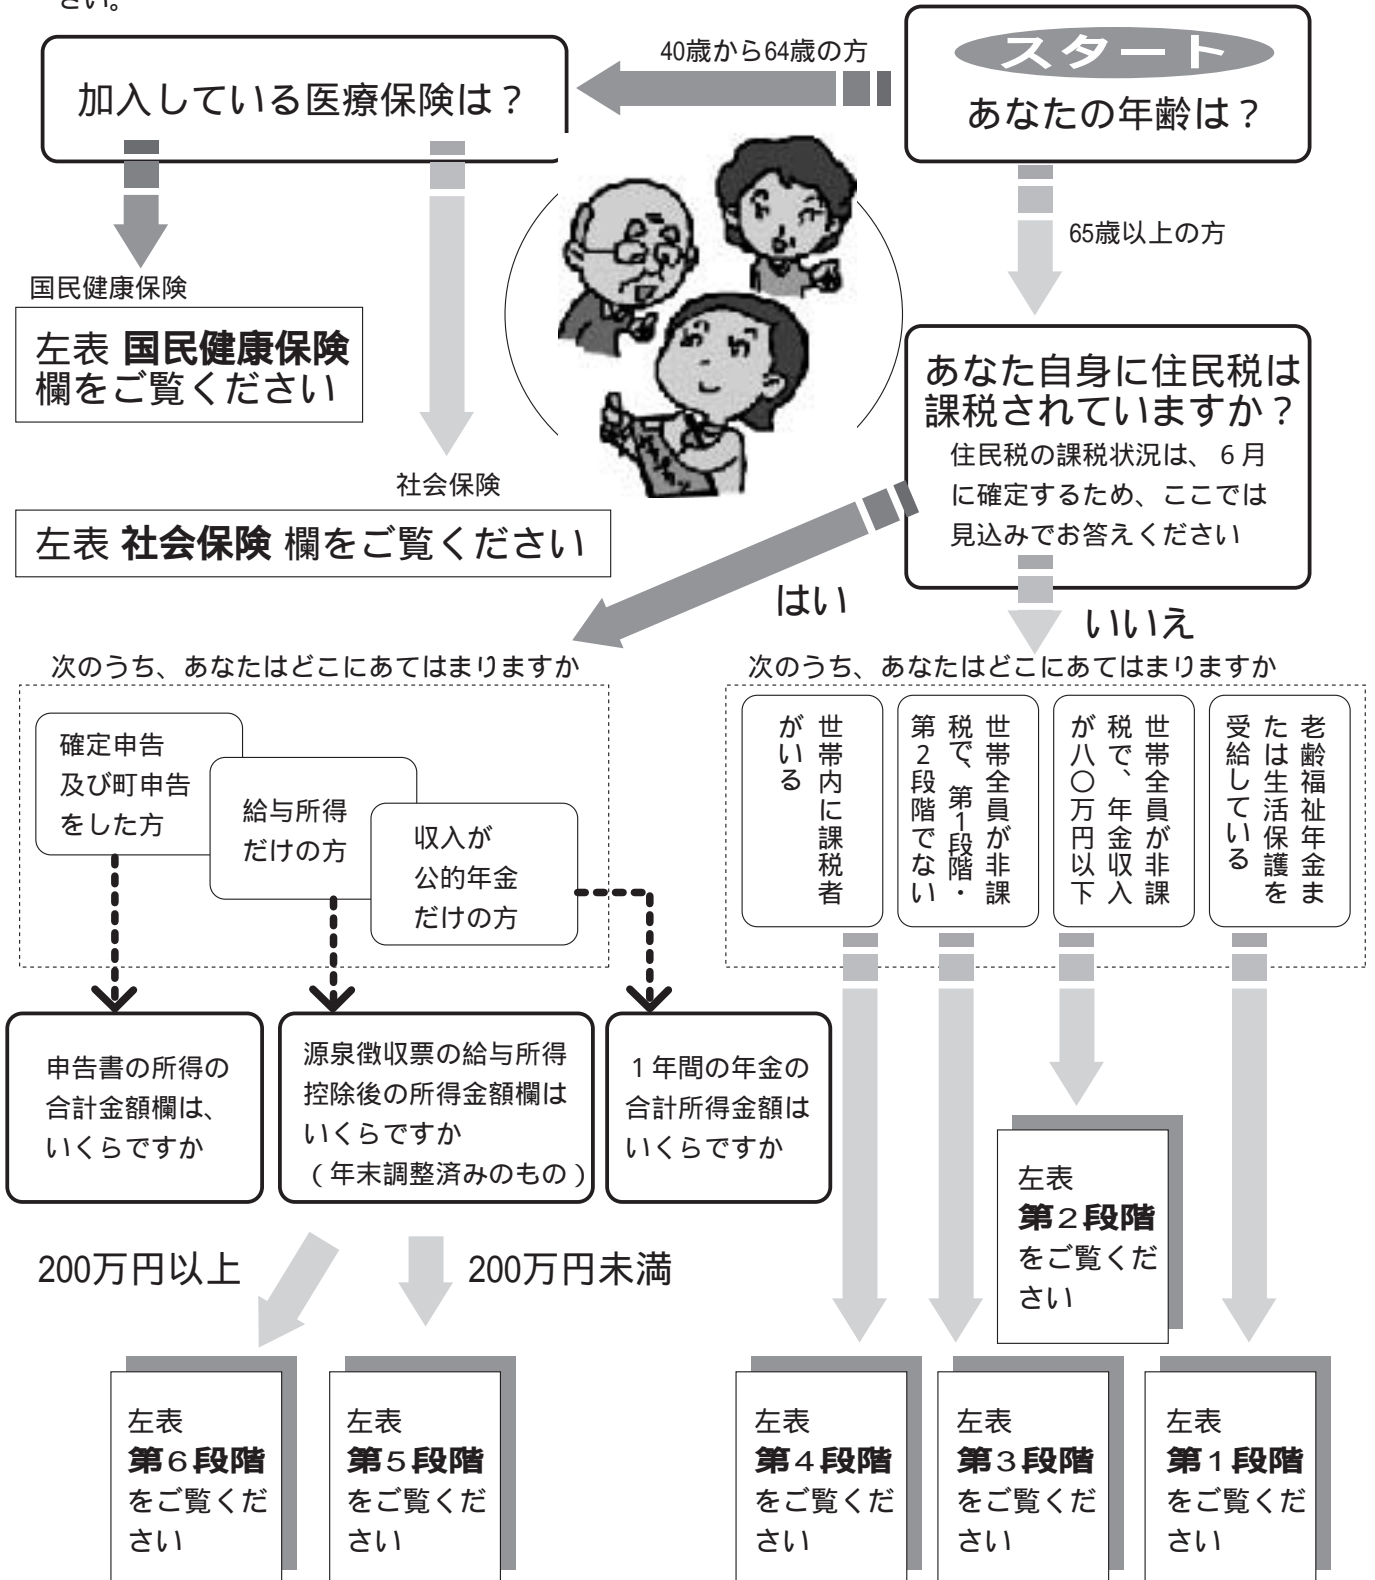 さい。
スタート
あなたの年齢は？
40歳から64歳の方
加入している医療保険は？
国民健康保険
左表 国民健康保険
欄をご覧ください
社会保険
左表 社会保険 欄をご覧ください
65歳以上の方
あなた自身に住民税は
課税されていますか？
住民税の課税状況は、６月
に確定するため、ここでは
見込みでお答えください
はい
いいえ
次のうち、あなたはどこにあてはまりますか
確定申告
及び町申告
をした方
給与所得
だけの方
収入が
公的年金
だけの方
申告書の所得の
合計金額欄は、
いくらですか
源泉徴収票の給与所得
控除後の所得金額欄は
いくらですか
（年末調整済みのもの）
１年間の年金の
合計所得金額は
いくらですか
200万円以上
200万円未満
左表
第６段階
をご覧くだ
さい
左表
第５段階
をご覧くだ
さい
次のうち、あなたはどこにあてはまりますか
老齢福祉年金ま
たは生活保護を
受給している
世帯全員が非課
税で、年金収入
が八〇万円以下
世帯全員が非課
税で、第1段階・
第２段階でない
世帯内に課税者
がいる
左表
第２段階
をご覧くだ
さい
左表
第４段階
をご覧くだ
さい
左表
第３段階
をご覧くだ
さい
左表
第１段階
をご覧くだ
さい